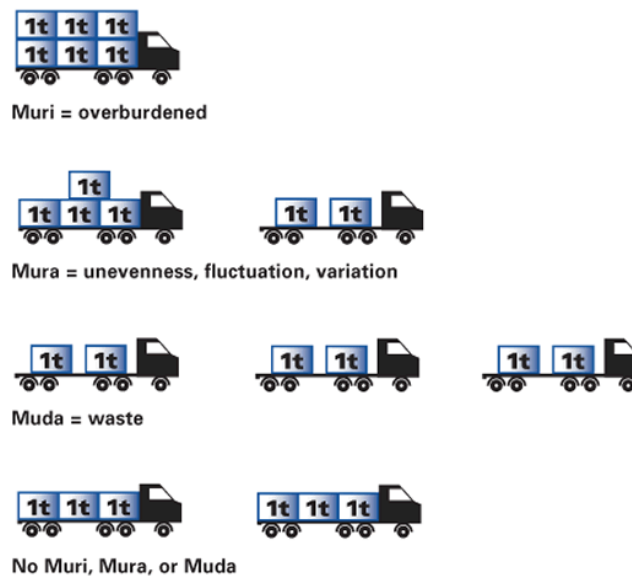 1t 1t 1t
1t 1t 1t
Muri = overburdened
1t
1t 1t 1t 1t 1t
Mura = unevenness, fluctuation, variation
1t 1t 1t 1t 1t 1t
Muda = waste
1t 1t 1t 1t 1t 1t
No Muri, Mura, or Muda